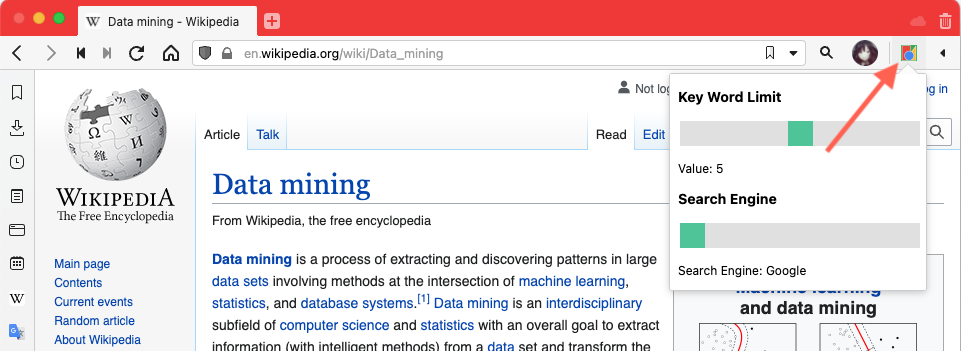 Data mining - Wikipedia
en.wikipedia.org/wiki/Data_mining
Not log
og in
Key Word Limit
Value: 5
Search Engine
Search Engine: Google
WIKIPEDIA
The Free Encyclopedia
Article
Talk
Read
Edit
Data mining
From Wikipedia, the free encyclopedia
Data mining is a process of extracting and discovering patterns in large
data sets involving methods at the intersection of machine learning,
statistics, and database systems.[1] Data mining is an interdisciplinary
subfield of computer science and statistics with an overall goal to extract
information (with intelligent methods) from a data set and transform the
Main page
Contents
Current events
Random article
About Wikipedia
Machine learning
and data mining